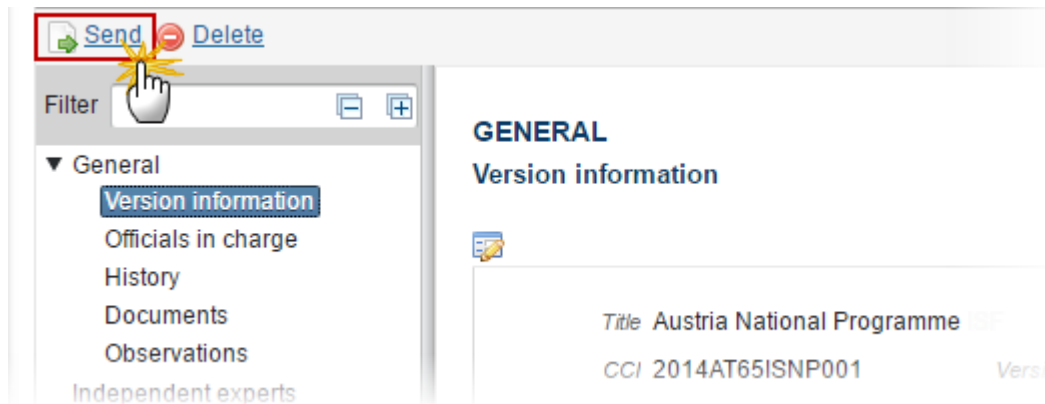 Send Delete
Filter
GENERAL
Version information
▼ General
Version information
Officials in charge
History
Documents
Observations
Independent experts
Title Austria National Programme ISF
CCI 2014AT65ISNP001